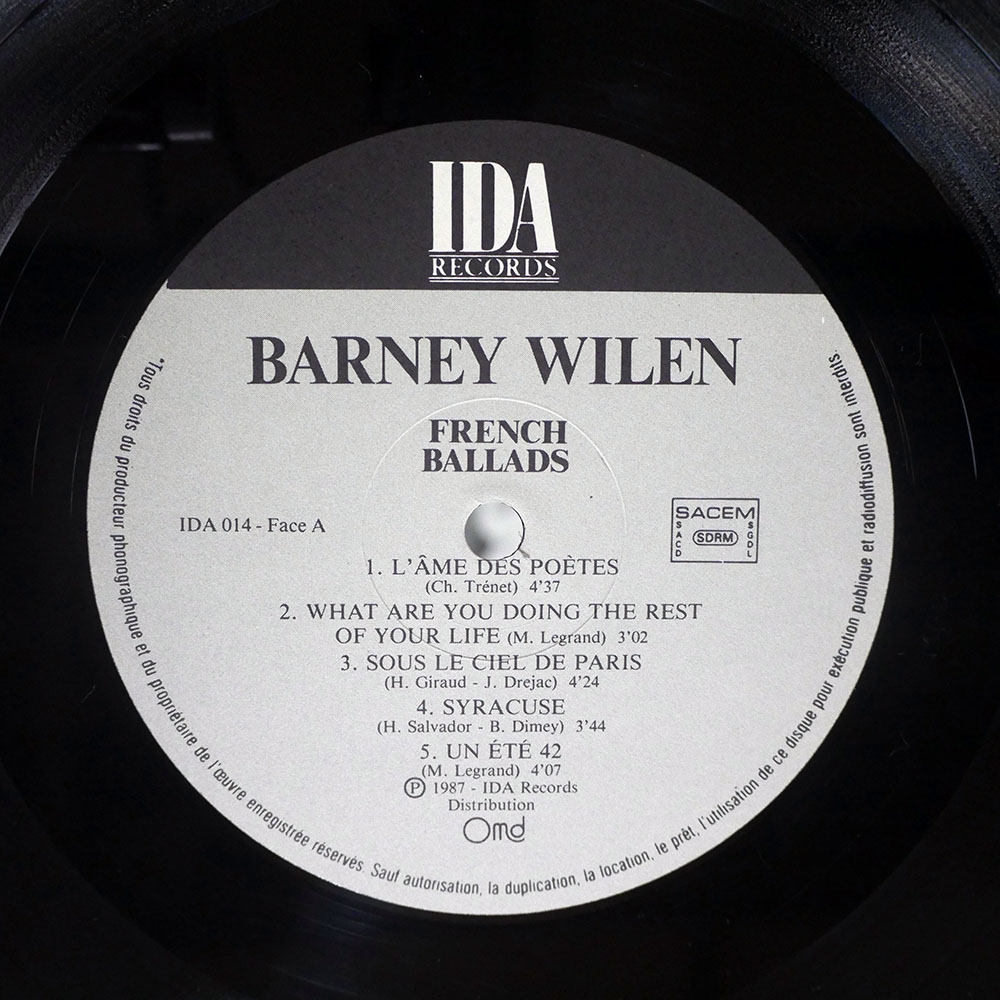 IDA
RECORDS
BARNEY WILEN
FRENCH
BALLADS
IDA 014 - Face A
SACEM
SACD
SDRM
SGDL
1. L'ÂME DES POÈTES
(Ch. Trénet) 4'37
2. WHAT ARE YOU DOING THE REST
OF YOUR LIFE (M. Legrand) 3'02
3. SOUS LE CIEL DE PARIS
(H. Giraud - J. Drejac) 4'24
4. SYRACUSE
(H. Salvador - B. Dimey) 3'44
5. UN ÉTÉ 42
(M. Legrand) 4'07
Ⓟ 1987 - IDA Records
Distribution
Omd
"Tous droits du producteur phonographique et du propriétaire de l'œuvre enregistrée réservés. Sauf autorisation, la duplication, la location, le prêt, l'utilisation de ce disque pour exécution publique et radiodiffusion sont interdits.